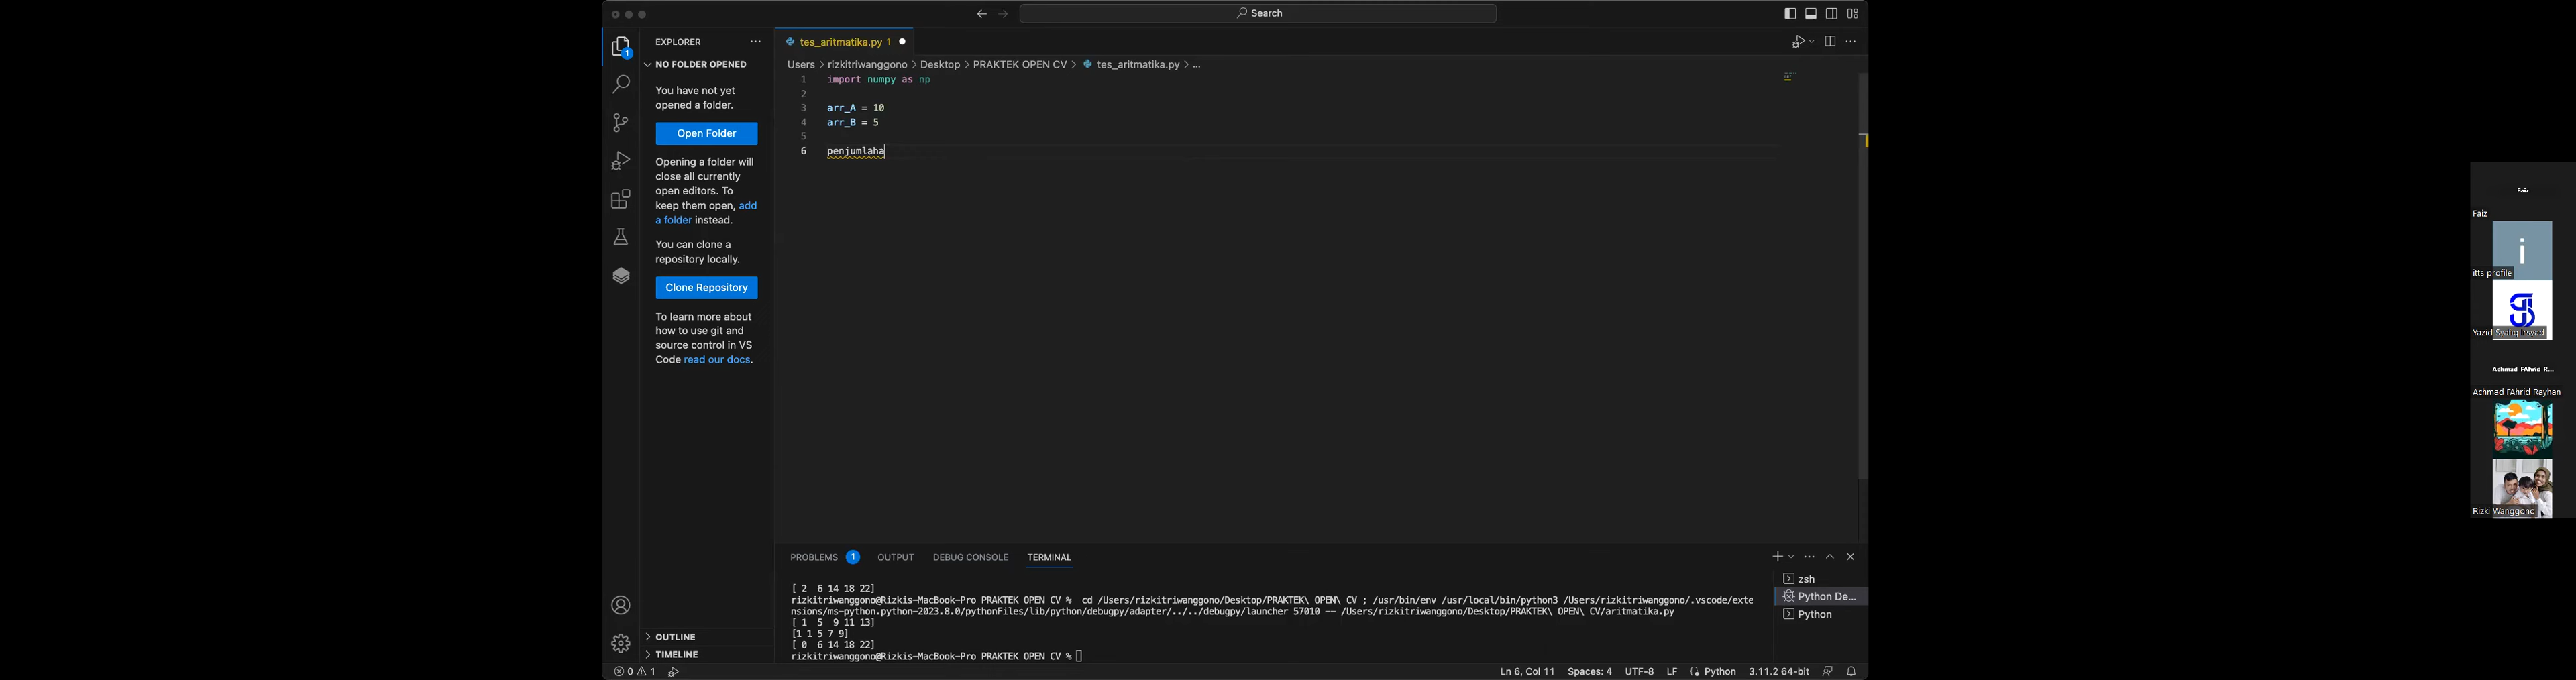 Search
EXPLORER
NO FOLDER OPENED
You have not yet
opened a folder.
Open Folder
Opening a folder will
close all currently
open editors. To
keep them open, add
a folder instead.
You can clone a
repository locally.
Clone Repository
To learn more about
how to use git and
source control in VS
Code read our docs.
OUTLINE
TIMELINE
1
tes_aritmatika.py 1
Users > rizkitriwanggono > Desktop > PRAKTEK OPEN CV > tes_aritmatika.py > ...
1 import numpy as np
2
3 arr_A = 10
4 arr_B = 5
5
6 penjumlaha
PROBLEMS 1 OUTPUT DEBUG CONSOLE TERMINAL
[ 2  6 14 18 22]
rizkitriwanggono@Rizkis-MacBook-Pro PRAKTEK OPEN CV %  cd /Users/rizkitriwanggono/Desktop/PRAKTEK\ OPEN\ CV ; /usr/bin/env /usr/local/bin/python3 /Users/rizkitriwanggono/.vscode/exte
nsions/ms-python.python-2023.8.0/pythonFiles/lib/python/debugpy/adapter/../../debugpy/launcher 57010 -- /Users/rizkitriwanggono/Desktop/PRAKTEK\ OPEN\ CV/aritmatika.py
[ 1  5  9 11 13]
[1 1 5 7 9]
[ 0  6 14 18 22]
rizkitriwanggono@Rizkis-MacBook-Pro PRAKTEK OPEN CV %
zsh
Python De...
Python
0 1
Ln 6, Col 11 Spaces: 4 UTF-8 LF Python 3.11.2 64-bit
Faiz
Faiz
i
itts profile
Yazid Syafiq Irsyad
Achmad FAhrid R...
Achmad FAhrid Rayhan
Rizki Wanggono